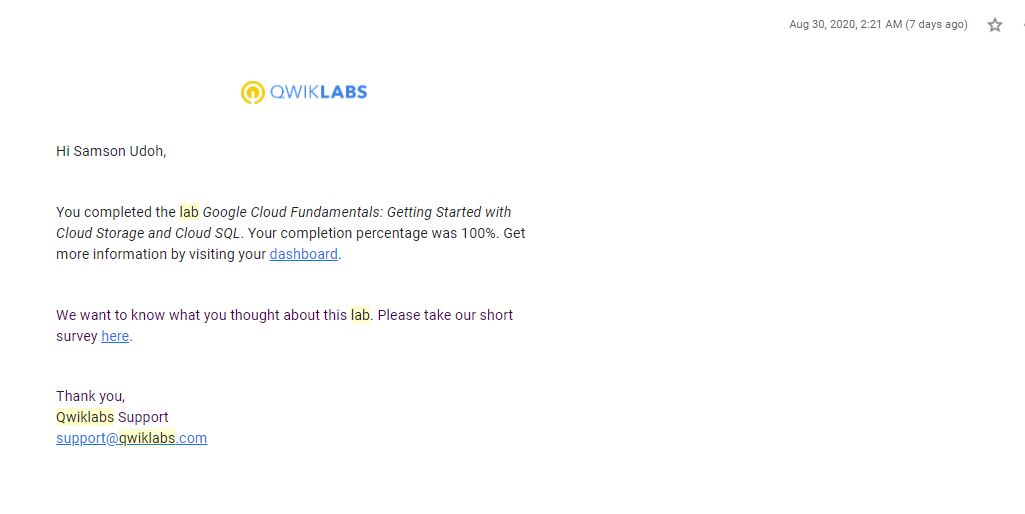 Aug 30, 2020, 2:21 AM (7 days ago)
QWIKLABS
Hi Samson Udoh,
You completed the lab Google Cloud Fundamentals: Getting Started with
Cloud Storage and Cloud SQL. Your completion percentage was 100%. Get
more information by visiting your dashboard.
We want to know what you thought about this lab. Please take our short
survey here.
Thank you,
Qwiklabs Support
support@qwiklabs.com